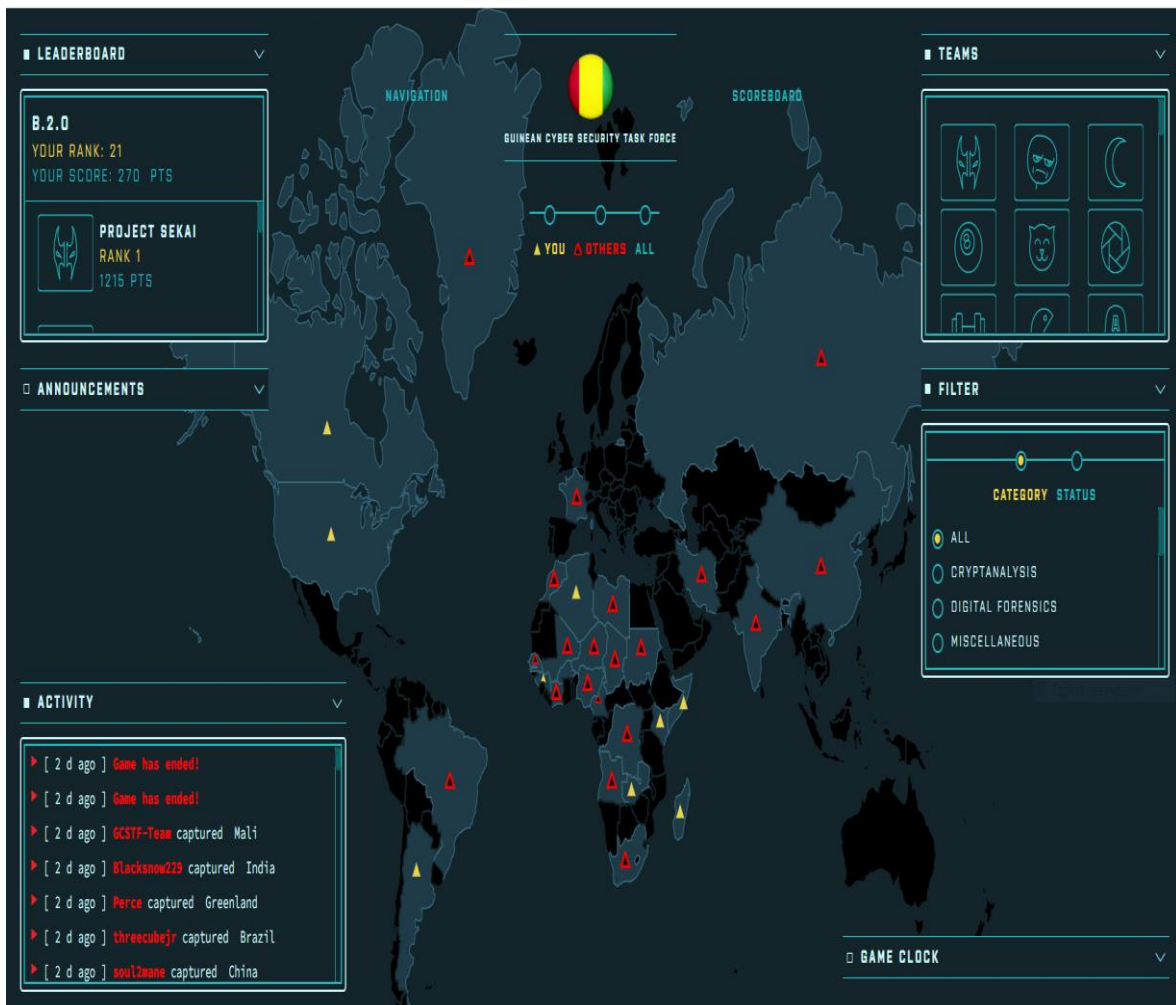 LEADERBOARD
B.2.0
YOUR RANK: 21
YOUR SCORE: 270 PTS
PROJECT SEKAI
RANK 1
1215 PTS
ANNOUNCEMENTS
NAVIGATION
GUINEAN CYBER SECURITY TASK FORCE
SCOREBOARD
YOU OTHERS ALL
TEAMS
8
A
FILTER
CATEGORY STATUS
ALL
CRYPTANALYSIS
DIGITAL FORENSICS
MISCELLANEOUS
ACTIVITY
[ 2 d ago ] Game has ended!
[ 2 d ago ] Game has ended!
[ 2 d ago ] GCSTF-Team captured Mali
[ 2 d ago ] Blacksnow229 captured India
[ 2 d ago ] Perce captured Greenland
[ 2 d ago ] threecubejr captured Brazil
[ 2 d ago ] soul2mane captured China
GAME CLOCK